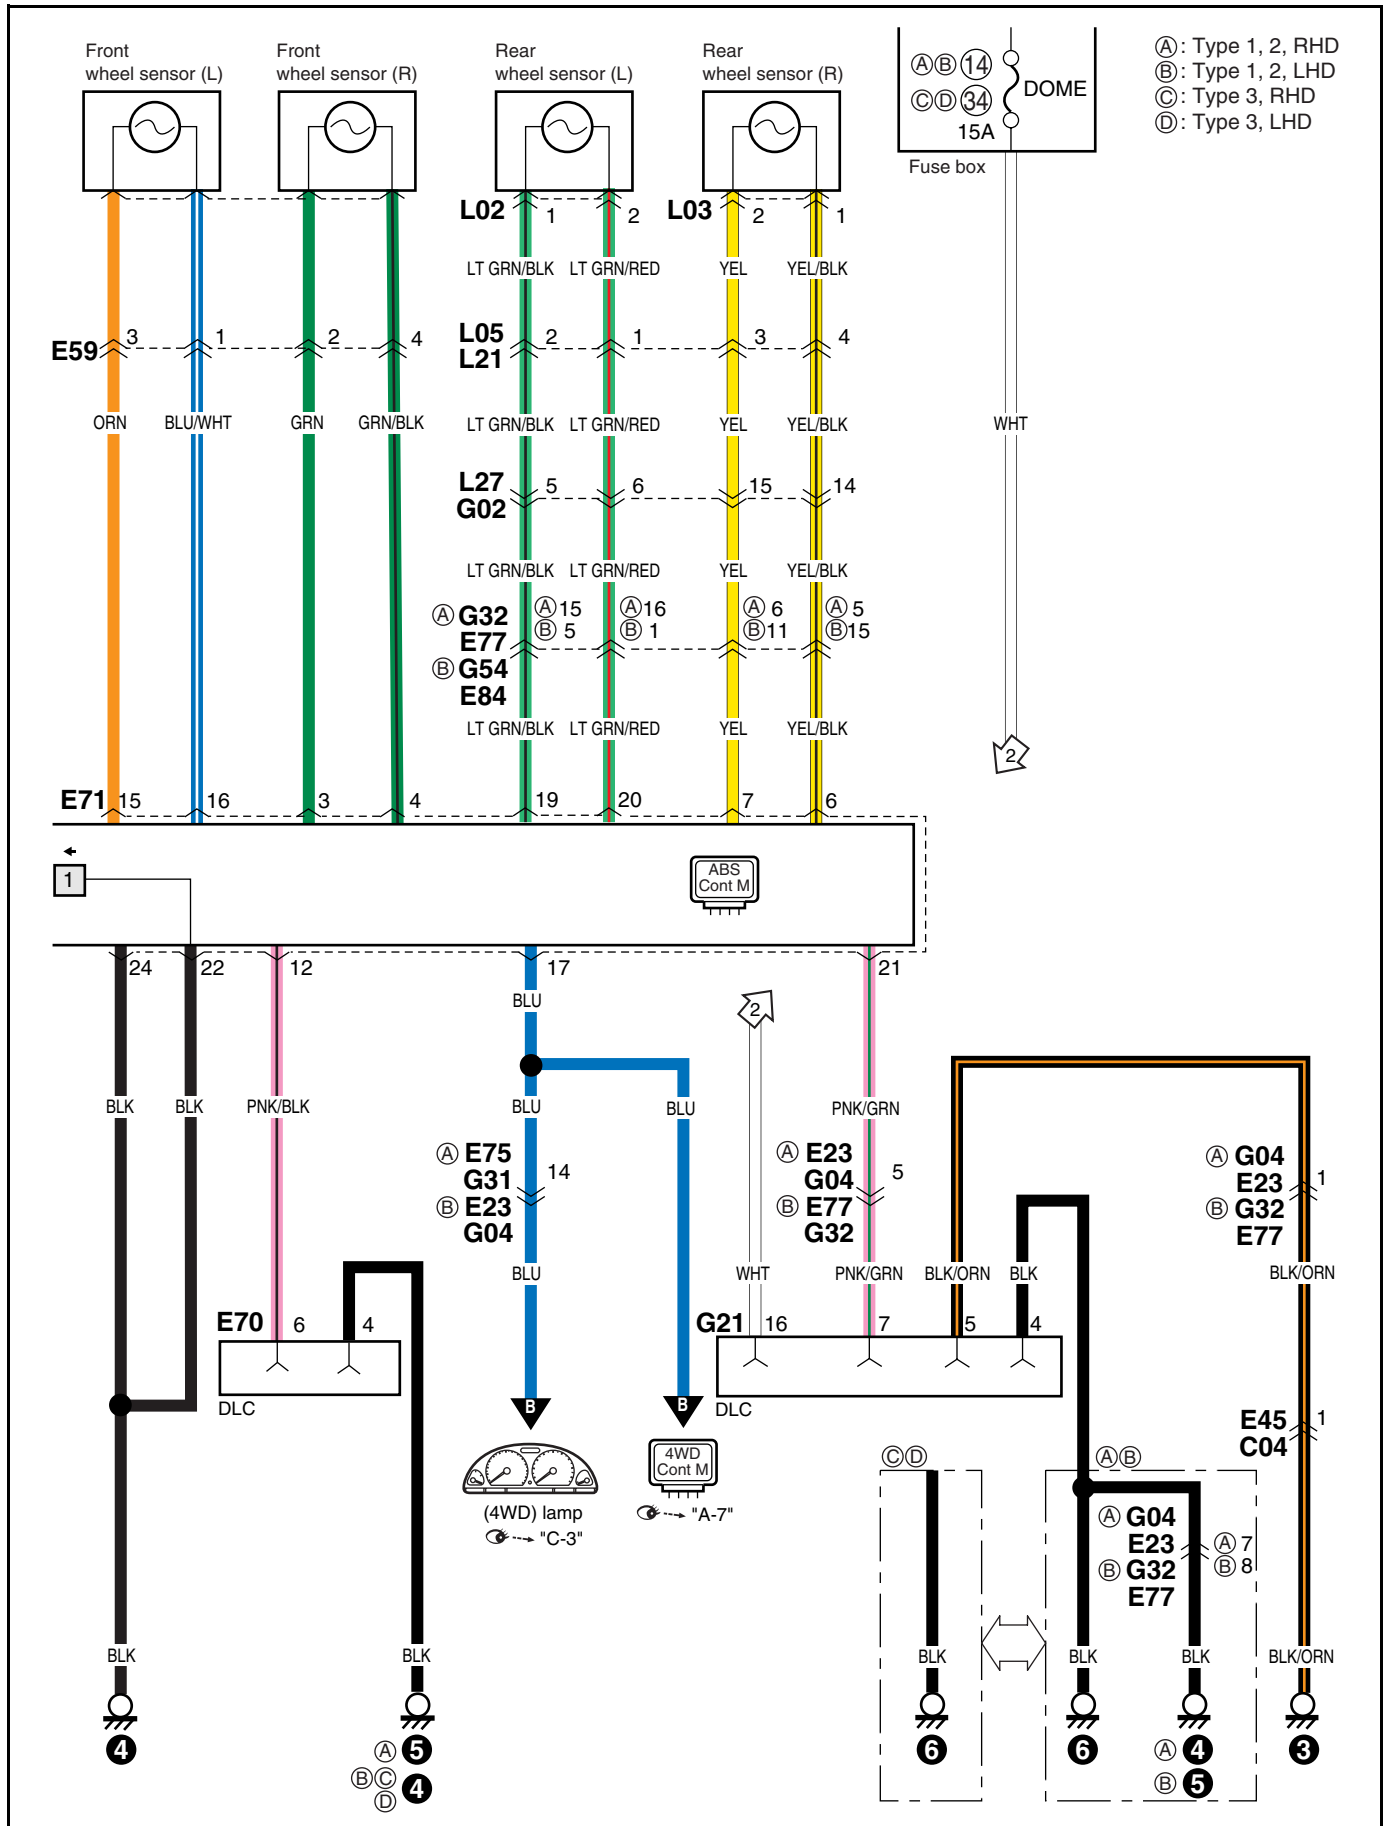 Front
wheel sensor (L)
Front
wheel sensor (R)
Rear
wheel sensor (L)
Rear
wheel sensor (R)
Ⓐ Ⓑ 14
Ⓒ Ⓓ 34
15A
DOME
Fuse box
Ⓐ : Type 1, 2, RHD
Ⓑ : Type 1, 2, LHD
Ⓒ : Type 3, RHD
Ⓓ : Type 3, LHD
L02 1 2 L03 2 1
LT GRN/BLK LT GRN/RED YEL YEL/BLK
E59 3 1 2 4
L05 2 1 3 4
L21
ORN BLU/WHT GRN GRN/BLK LT GRN/BLK LT GRN/RED YEL YEL/BLK WHT
L27 5 6 15 14
G02
LT GRN/BLK LT GRN/RED YEL YEL/BLK
Ⓐ G32 Ⓐ 15 Ⓐ 16 Ⓐ 6 Ⓐ 5
E77 Ⓑ 5 Ⓑ 1 Ⓑ 11 Ⓑ 15
Ⓑ G54
E84
LT GRN/BLK LT GRN/RED YEL YEL/BLK
2
E71 15 16 3 4 19 20 7 6
1
ABS
Cont M
24 22 12 17 21
BLU
2
BLK BLK PNK/BLK BLU BLU PNK/GRN
Ⓐ E75
G31 14
Ⓑ E23
G04
Ⓐ E23
G04 5
Ⓑ E77
G32
Ⓐ G04
E23 1
Ⓑ G32
E77
BLU WHT PNK/GRN BLK/ORN BLK BLK/ORN
E70 6 4
G21 16 7 5 4
DLC
B
B
DLC
E45 1
C04
4WD
Cont M
(4WD) lamp
"C-3"
"A-7"
Ⓒ Ⓓ
Ⓐ Ⓑ
Ⓐ G04
E23 Ⓐ 7
Ⓑ G32 Ⓑ 8
E77
BLK BLK BLK BLK BLK BLK/ORN
4 Ⓐ 5 6 6 Ⓐ 4 3
Ⓑ Ⓒ Ⓓ 4 Ⓑ 5